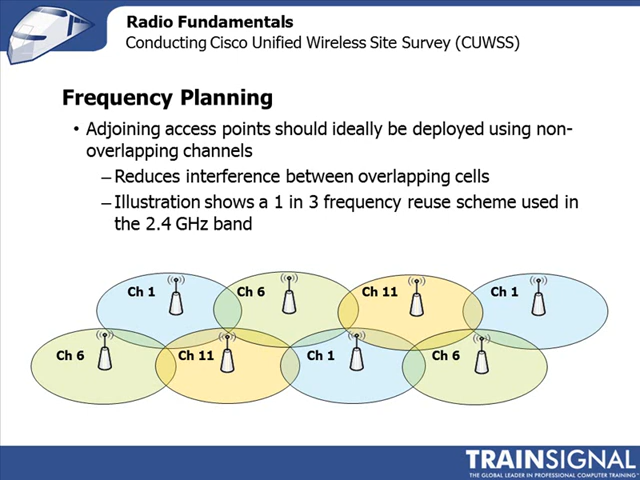 Radio Fundamentals
Conducting Cisco Unified Wireless Site Survey (CUWSS)
Frequency Planning
• Adjoining access points should ideally be deployed using non-
overlapping channels
– Reduces interference between overlapping cells
– Illustration shows a 1 in 3 frequency reuse scheme used in
the 2.4 GHz band
Ch 1 Ch 6 Ch 11 Ch 1
Ch 6 Ch 11 Ch 1 Ch 6
TRAINSIGNAL
THE GLOBAL LEADER IN PROFESSIONAL COMPUTER TRAINING